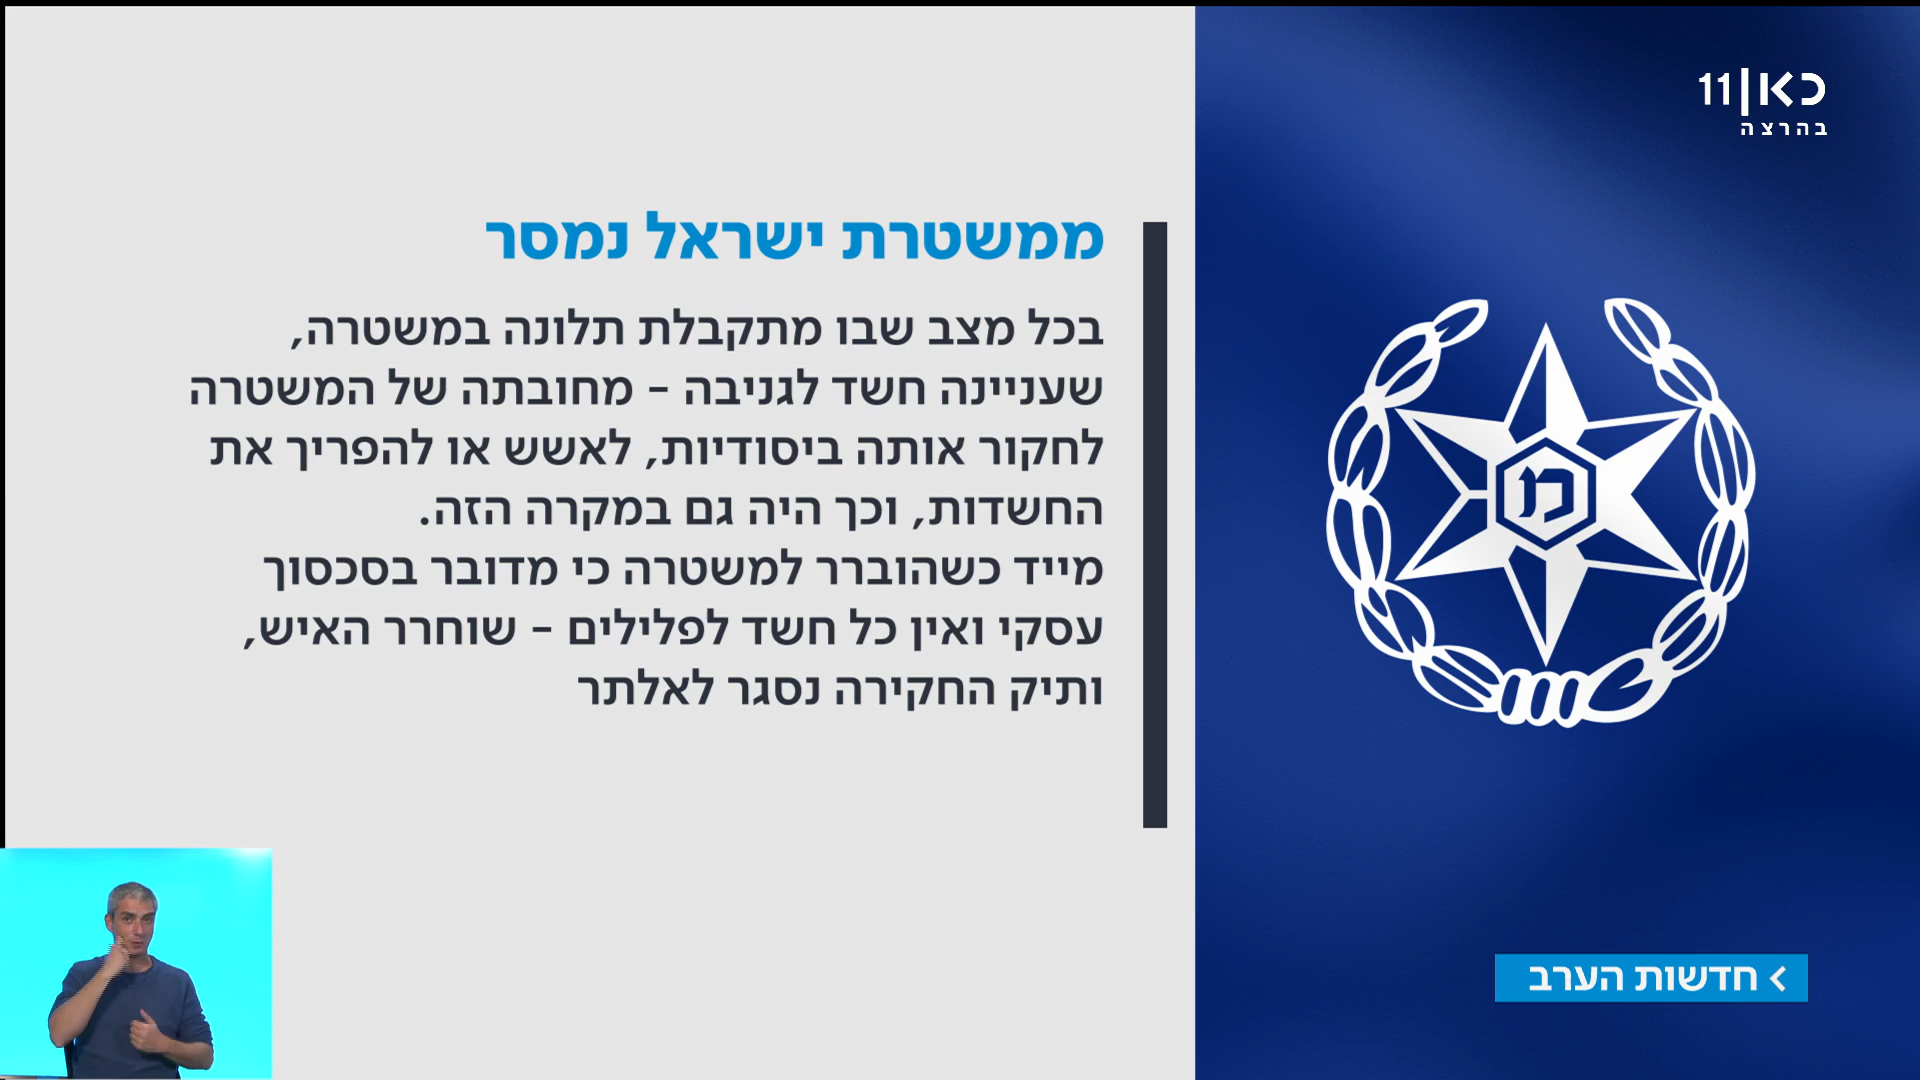 כאן 11
בהרצה
ממשטרת ישראל נמסר
בכל מצב שבו מתקבלת תלונה במשטרה,
שעניינה חשד לגניבה - מחובתה של המשטרה
לחקור אותה ביסודיות, לאשש או להפריך את
החשדות, וכך היה גם במקרה הזה.
מייד כשהוברר למשטרה כי מדובר בסכסוך
עסקי ואין כל חשד לפלילים - שוחרר האיש,
ותיק החקירה נסגר לאלתר
מ
חדשות הערב